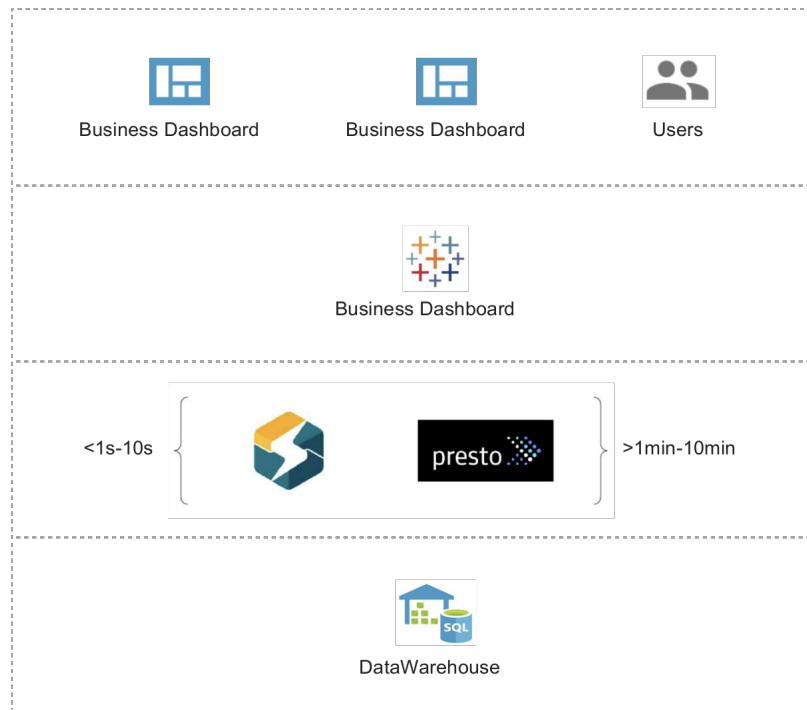 Business Dashboard
Business Dashboard
Users
Business Dashboard
<1s-10s
presto
>1min-10min
SQL
DataWarehouse